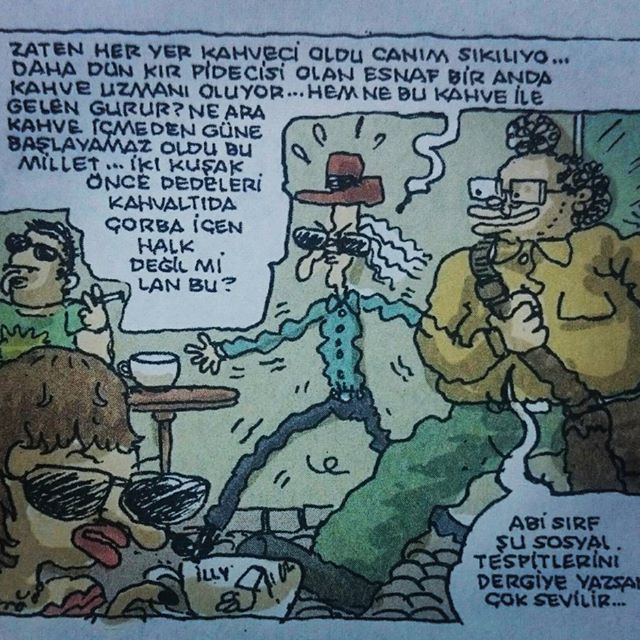 ZATEN HER YER KAHVECİ OLDU CANIM SIKILIYO...
DAHA DÜN KIR PİDECİSİ OLAN ESNAF BİR ANDA
KAHVE UZMANI OLUYOR... HEM NE BU KAHVE İLE
GELEN GURUR? NE ARA
KAHVE İÇMEDEN GÜNE
BAŞLAYAMAZ OLDU BU
MİLLET... İKİ KUŞAK
ÖNCE DEDELERİ
KAHVALTIDA
ÇORBA İÇEN
HALK
DEĞİL Mİ
LAN BU?
ABİ SIRF
ŞU SOSYAL
TESPİTLERİNİ
DERGİYE YAZSAN
ÇOK SEVİLİR...
ILLY